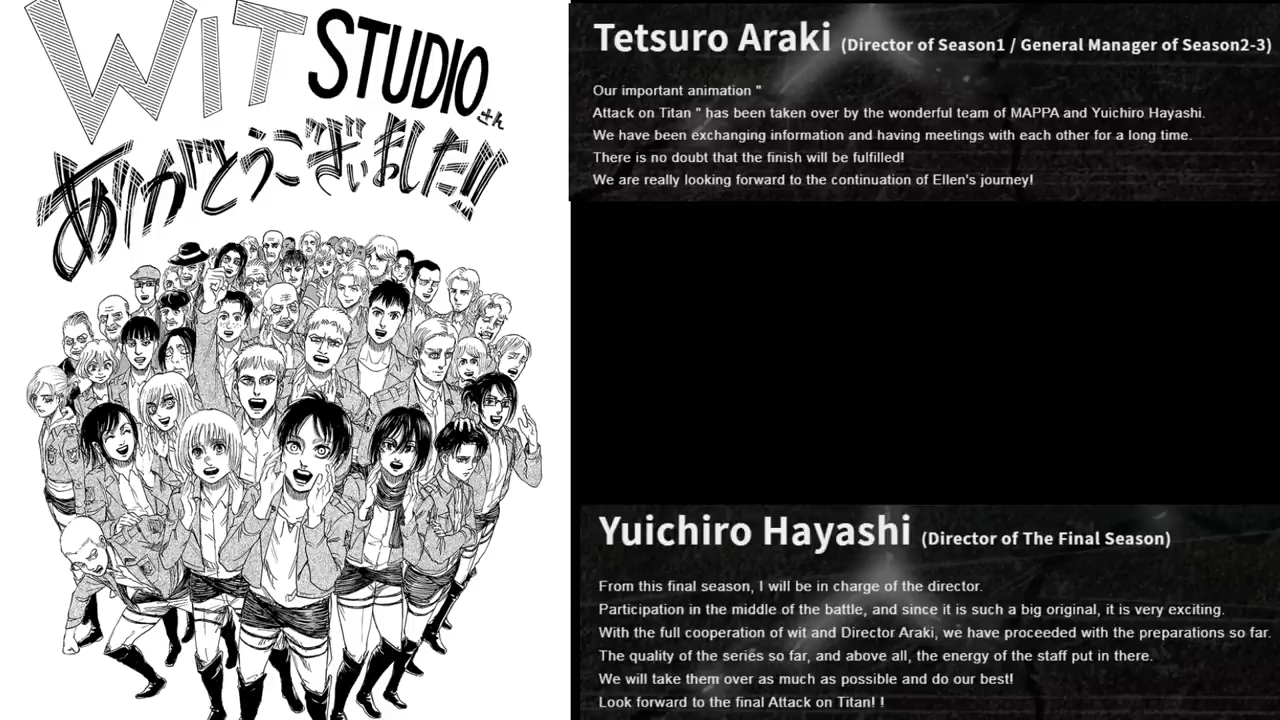 WIT STUDIOさん
ありがとうございました!!
Tetsuro Araki (Director of Season1 / General Manager of Season2-3)
Our important animation "
Attack on Titan " has been taken over by the wonderful team of MAPPA and Yuichiro Hayashi.
We have been exchanging information and having meetings with each other for a long time.
There is no doubt that the finish will be fulfilled!
We are really looking forward to the continuation of Ellen's journey!
Yuichiro Hayashi (Director of The Final Season)
From this final season, I will be in charge of the director.
Participation in the middle of the battle, and since it is such a big original, it is very exciting.
With the full cooperation of wit and Director Araki, we have proceeded with the preparations so far.
The quality of the series so far, and above all, the energy of the staff put in there.
We will take them over as much as possible and do our best!
Look forward to the final Attack on Titan! !